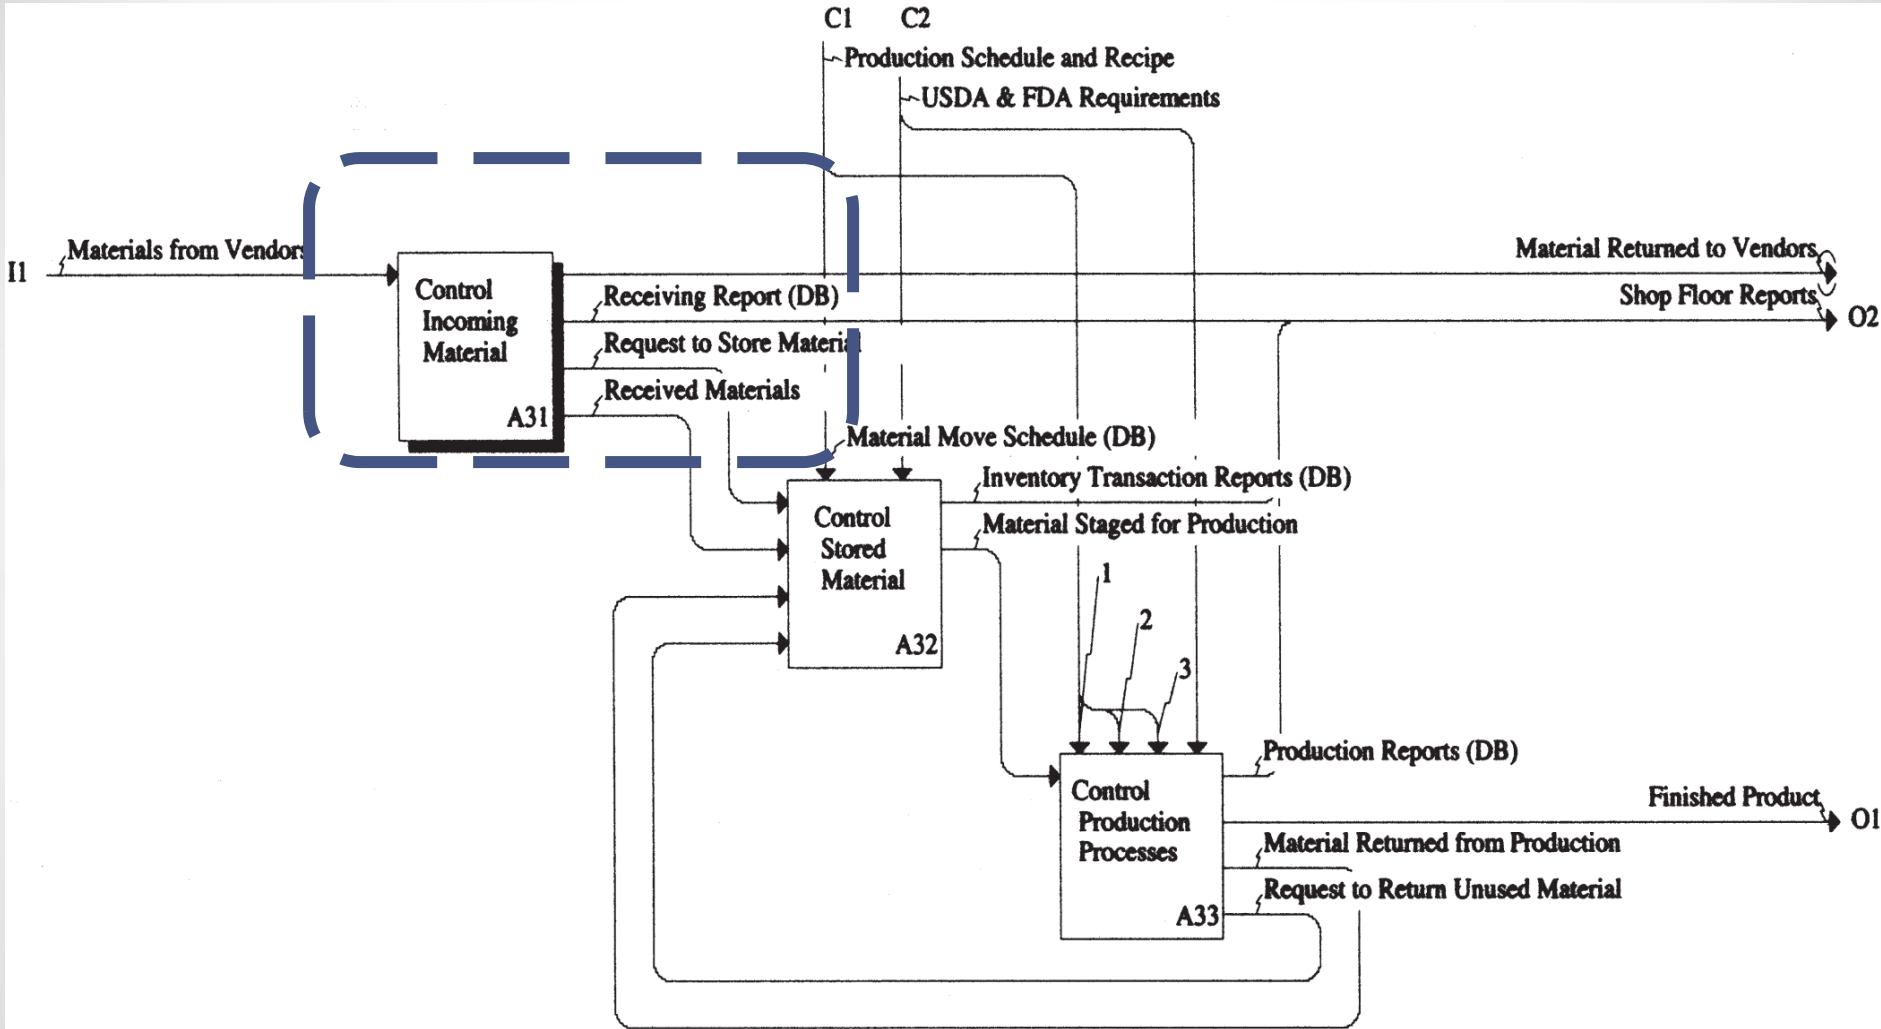 C1 C2
Production Schedule and Recipe
USDA & FDA Requirements
I1
Materials from Vendors
Material Returned to Vendors
Shop Floor Reports
O2
Control
Incoming
Material
A31
Receiving Report (DB)
Request to Store Material
Received Materials
Material Move Schedule (DB)
Inventory Transaction Reports (DB)
Material Staged for Production
Control
Stored
Material
A32
1
2
3
Control
Production
Processes
A33
Production Reports (DB)
Finished Product
O1
Material Returned from Production
Request to Return Unused Material